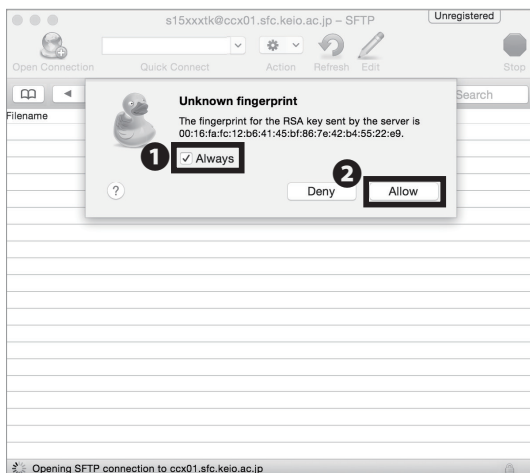 s15xxxtk@ccx01.sfc.keio.ac.jp – SFTP
Unregistered
Open Connection
Quick Connect
Action
Refresh
Edit
Stop
Search
Filename
Unknown fingerprint
The fingerprint for the RSA key sent by the server is
00:16:fa:fc:12:b6:41:45:bf:86:7e:42:b4:55:22:e9.
1
Always
2
?
Deny
Allow
Opening SFTP connection to ccx01.sfc.keio.ac.jp